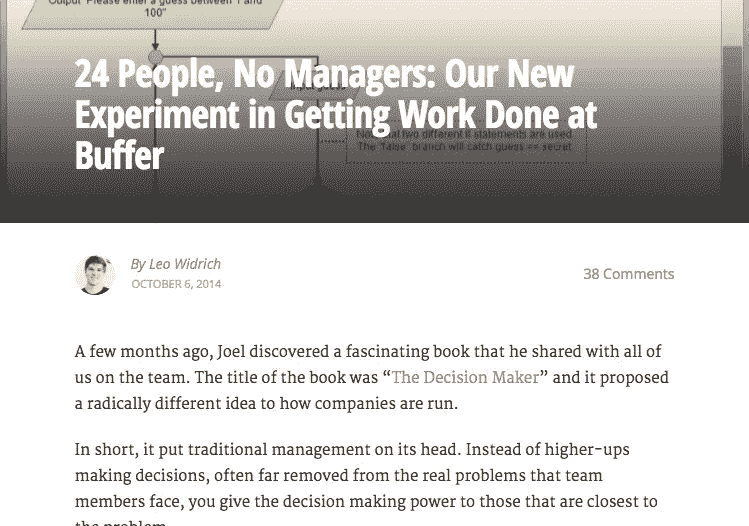 Output "Please enter a guess between 1 and
100"
24 People, No Managers: Our New
Experiment in Getting Work Done at
Buffer
Input guess
two different if statements are used.
The "false" branch will catch guess == secret
By Leo Widrich
OCTOBER 6, 2014
38 Comments
A few months ago, Joel discovered a fascinating book that he shared with all of
us on the team. The title of the book was “The Decision Maker” and it proposed
a radically different idea to how companies are run.
In short, it put traditional management on its head. Instead of higher-ups
making decisions, often far removed from the real problems that team
members face, you give the decision making power to those that are closest to
the problem.